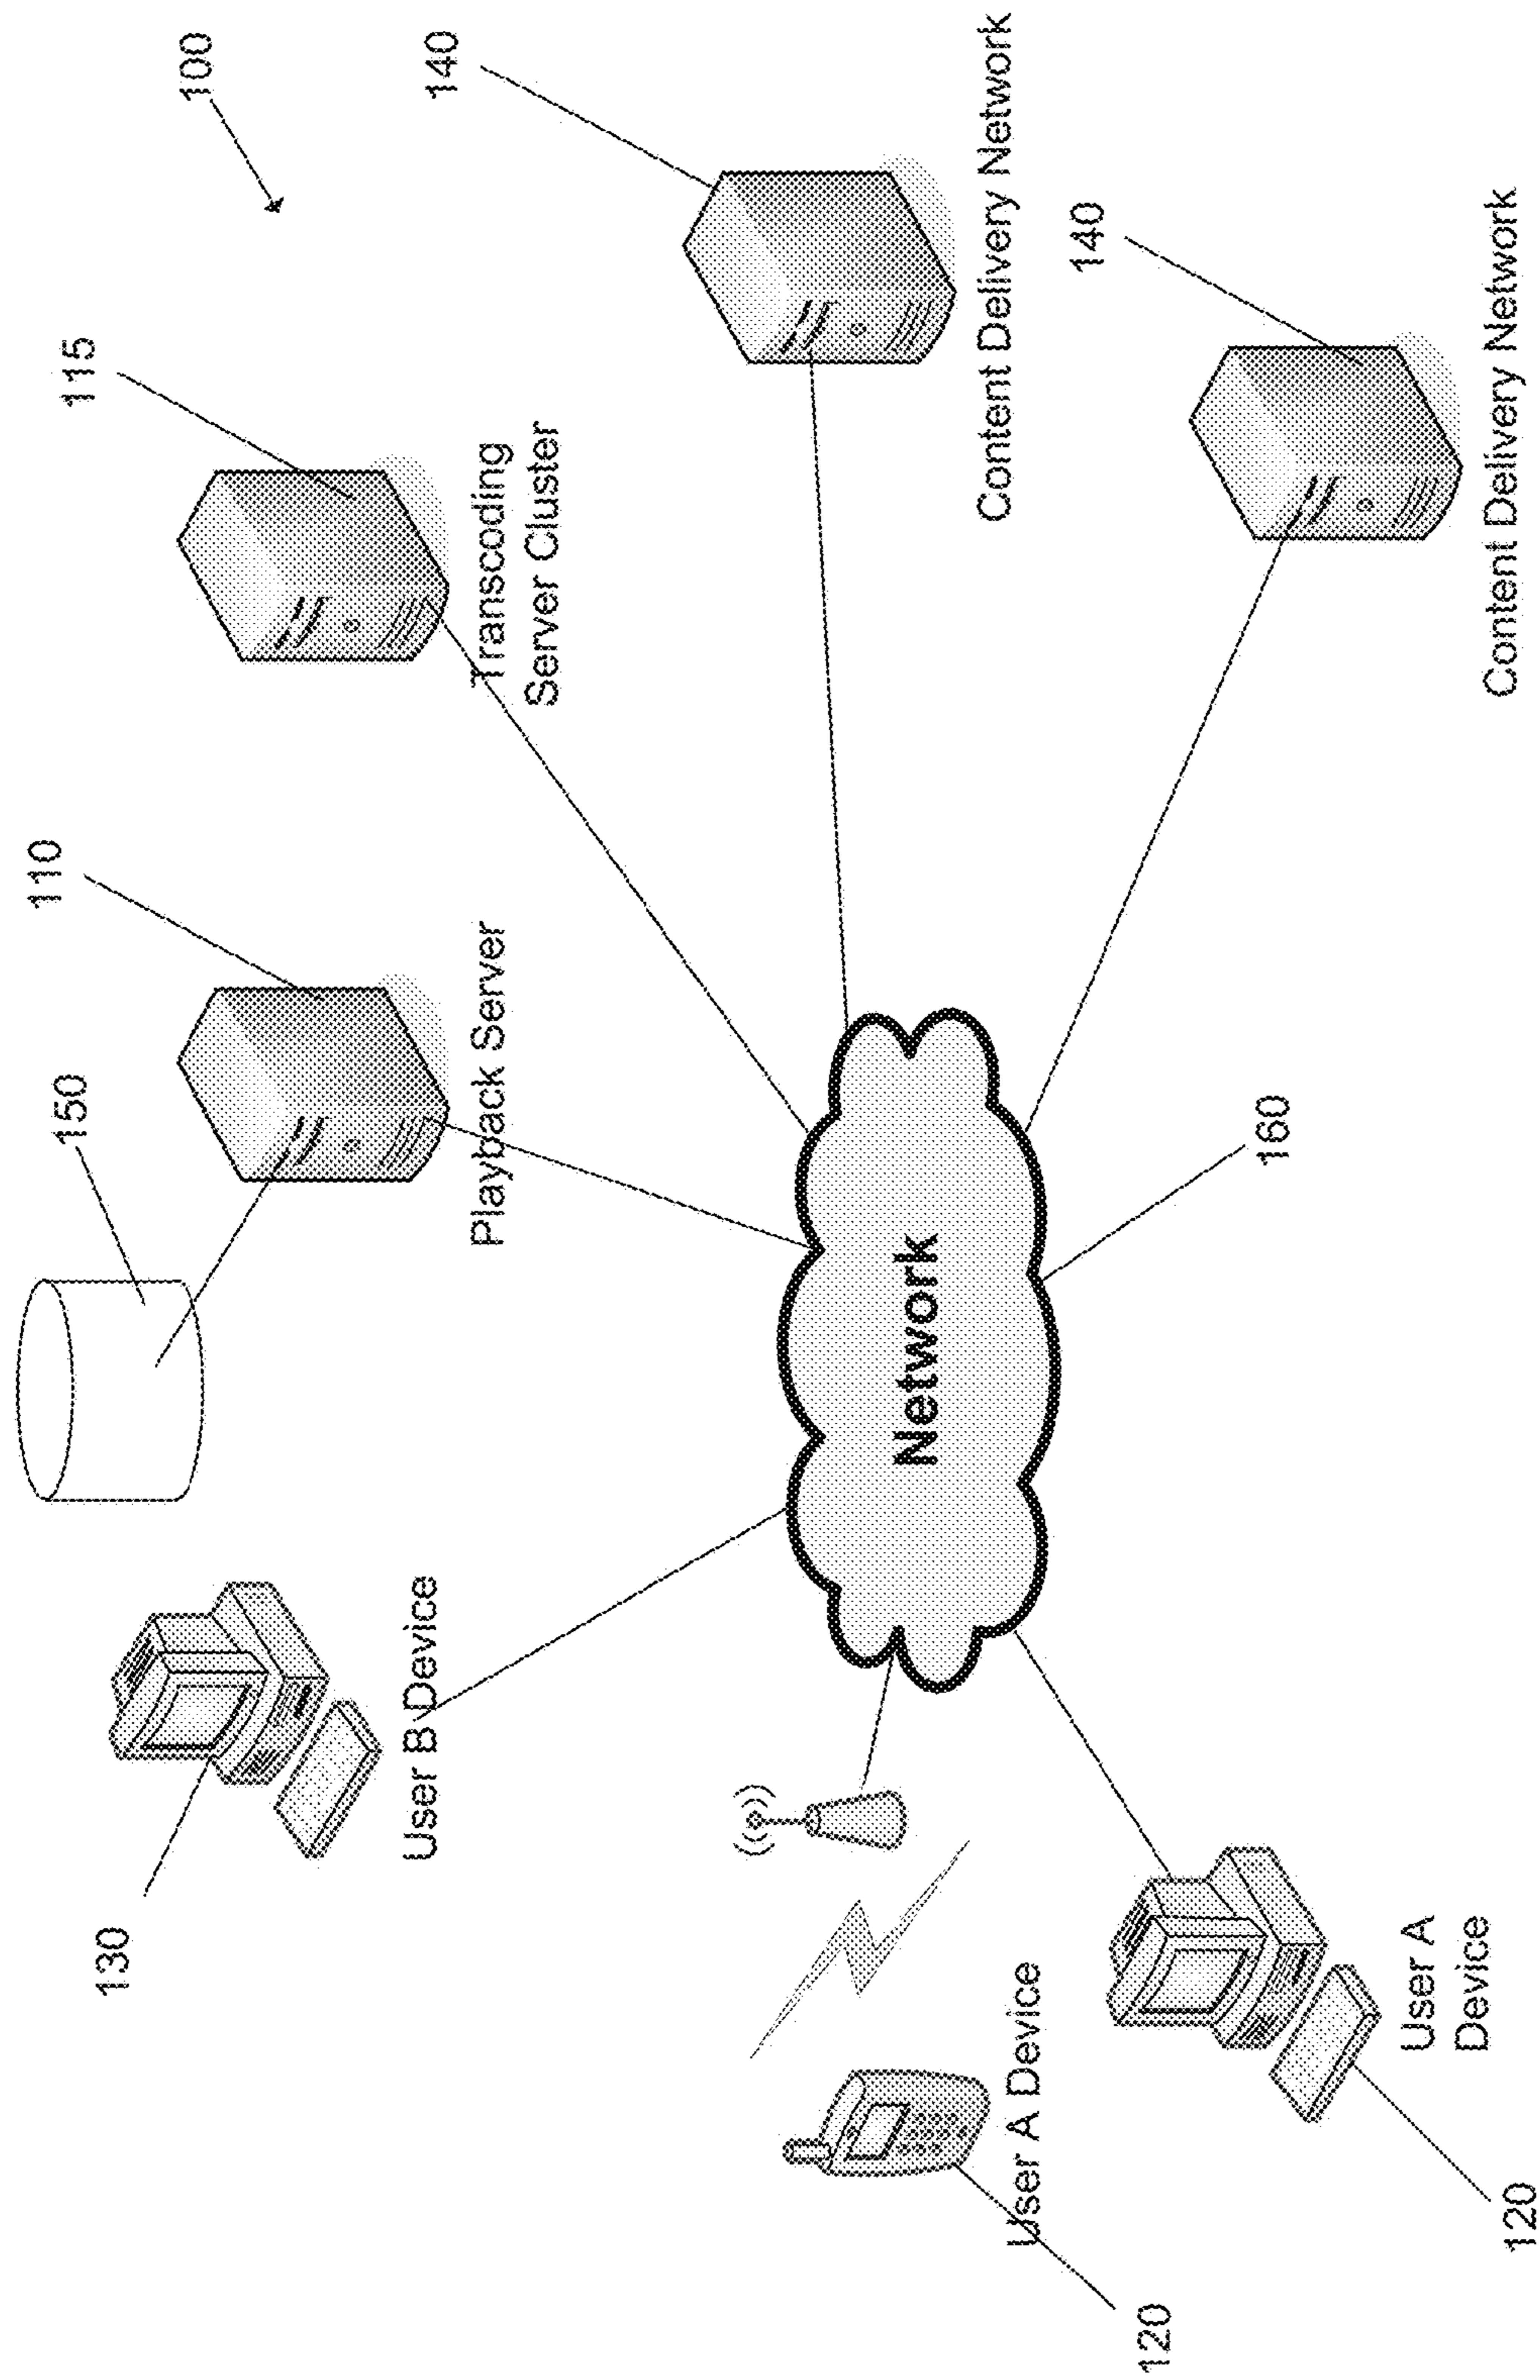 100
130
150
110
115
140
User B Device
Playback Server
Transcoding
Server Cluster
Content Delivery Network
140
Network
User A Device
120
160
User A
Device
120
Content Delivery Network